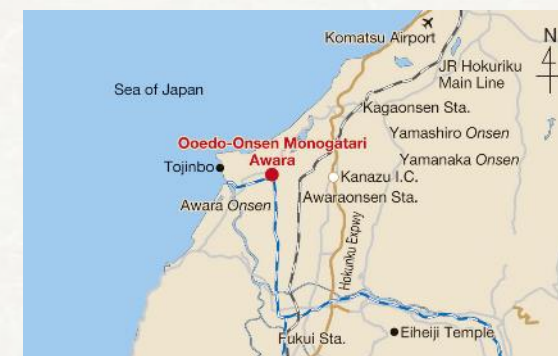 Komatsu Airport
N
JR Hokuriku
Main Line
Sea of Japan
Kagaonsen Sta.
Yamashiro Onsen
Ooedo-Onsen Monogatari
Awara
Yamanaka Onsen
Tojinbo
Kanazu I.C.
Awaraonsen Sta.
Awara Onsen
Hokuriku Expwy
Fukui Sta.
Eiheiji Temple